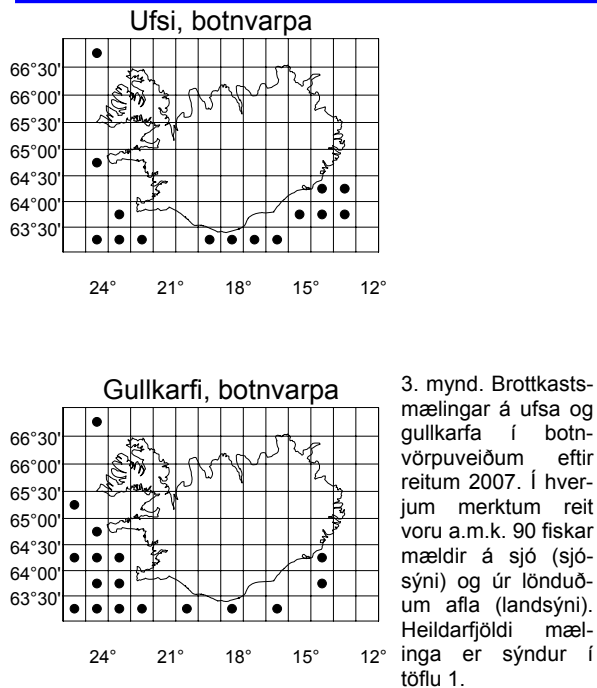 Ufsi, botnvarpa
66°30'
66°00'
65°30'
65°00'
64°30'
64°00'
63°30'
24° 21° 18° 15° 12°
Gullkarfi, botnvarpa
66°30'
66°00'
65°30'
65°00'
64°30'
64°00'
63°30'
24° 21° 18° 15° 12°
3. mynd. Brottkasts-
mælingar á ufsa og
gullkarfa í botn-
vörpuveiðum eftir
reitum 2007. Í hver-
jum merktum reit
voru a.m.k. 90 fiskar
mældir á sjó (sjó-
sýni) og úr lönduð-
um afla (landsýni).
Heildarfjöldi mæl-
inga er sýndur í
töflu 1.